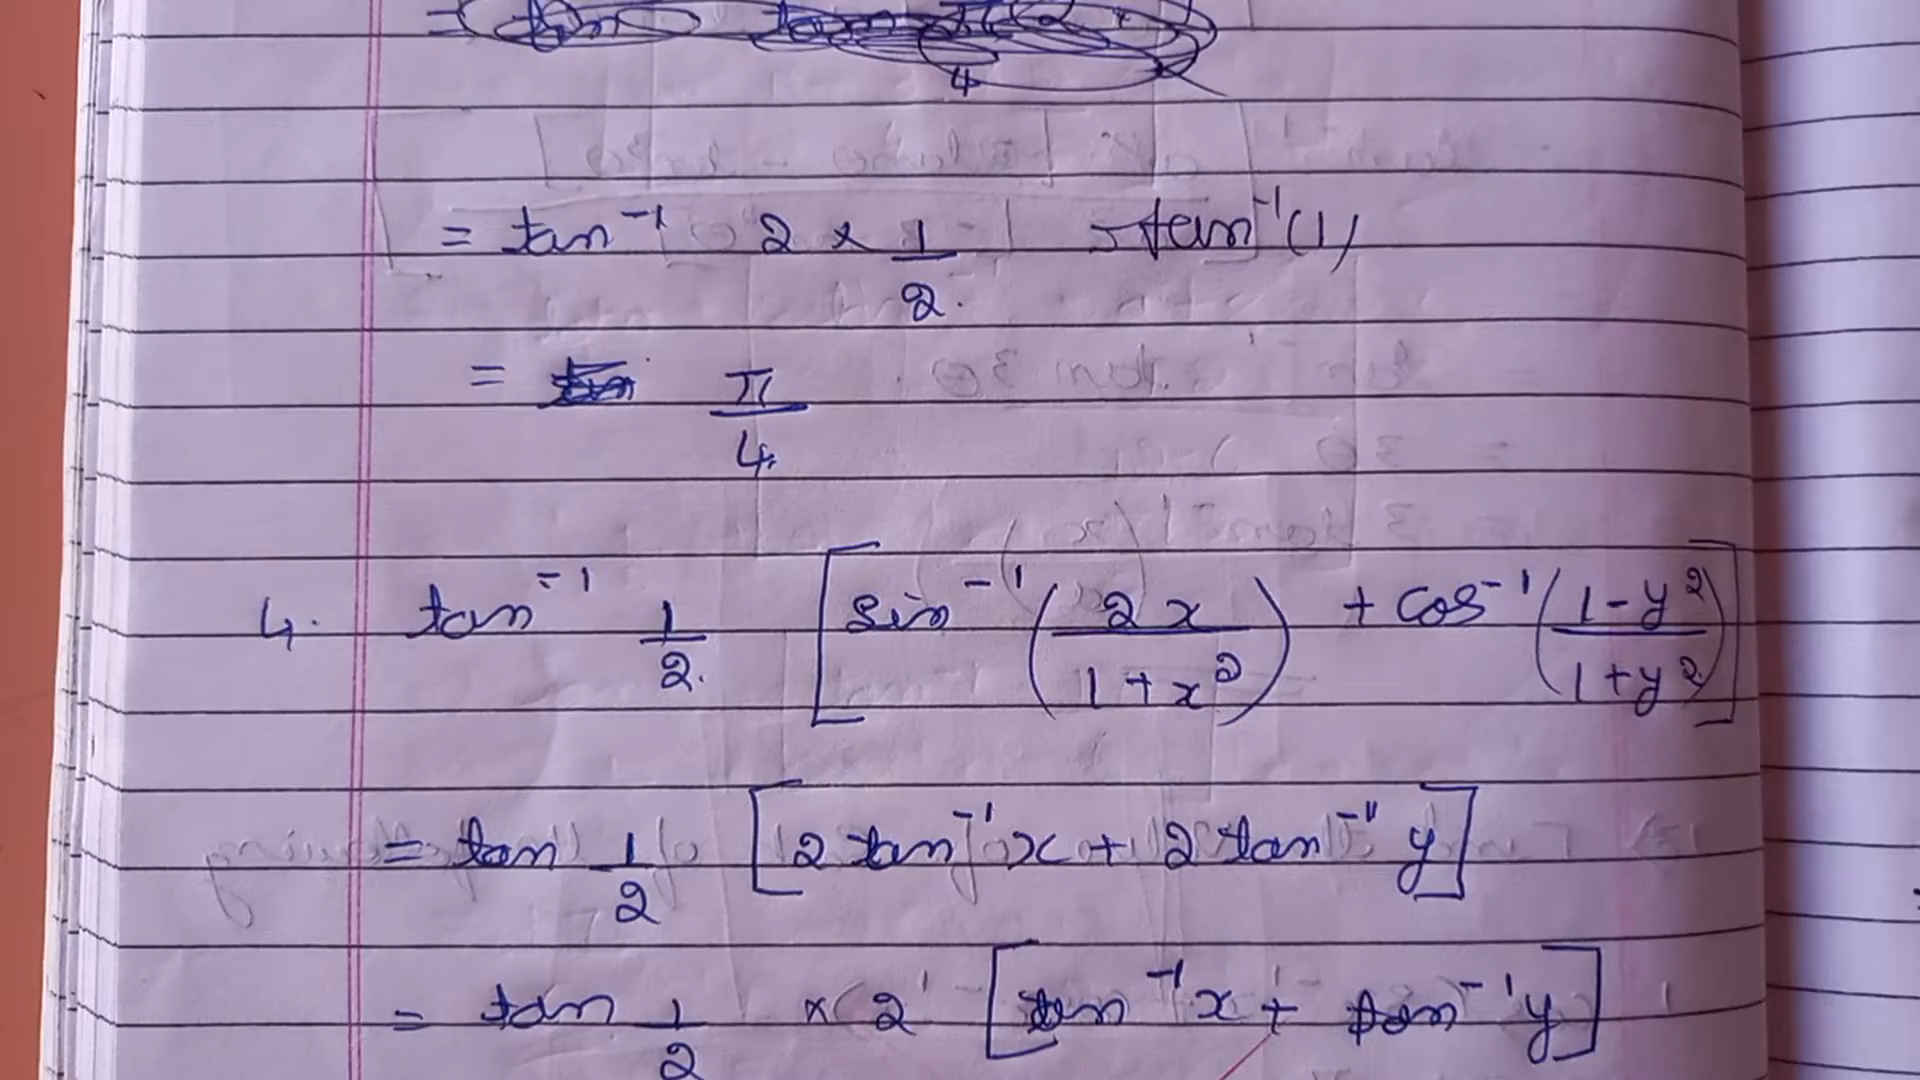 4
= tan⁻¹ 2 × 1/2 = tan⁻¹(1)
= π/4
4. tan⁻¹ 1/2 [sin⁻¹(2x/1+x²) + cos⁻¹(1-y²/1+y²)]
= tan 1/2 [2 tan⁻¹x + 2 tan⁻¹ y]
= tan 1/2 × 2 [tan⁻¹x + tan⁻¹y]